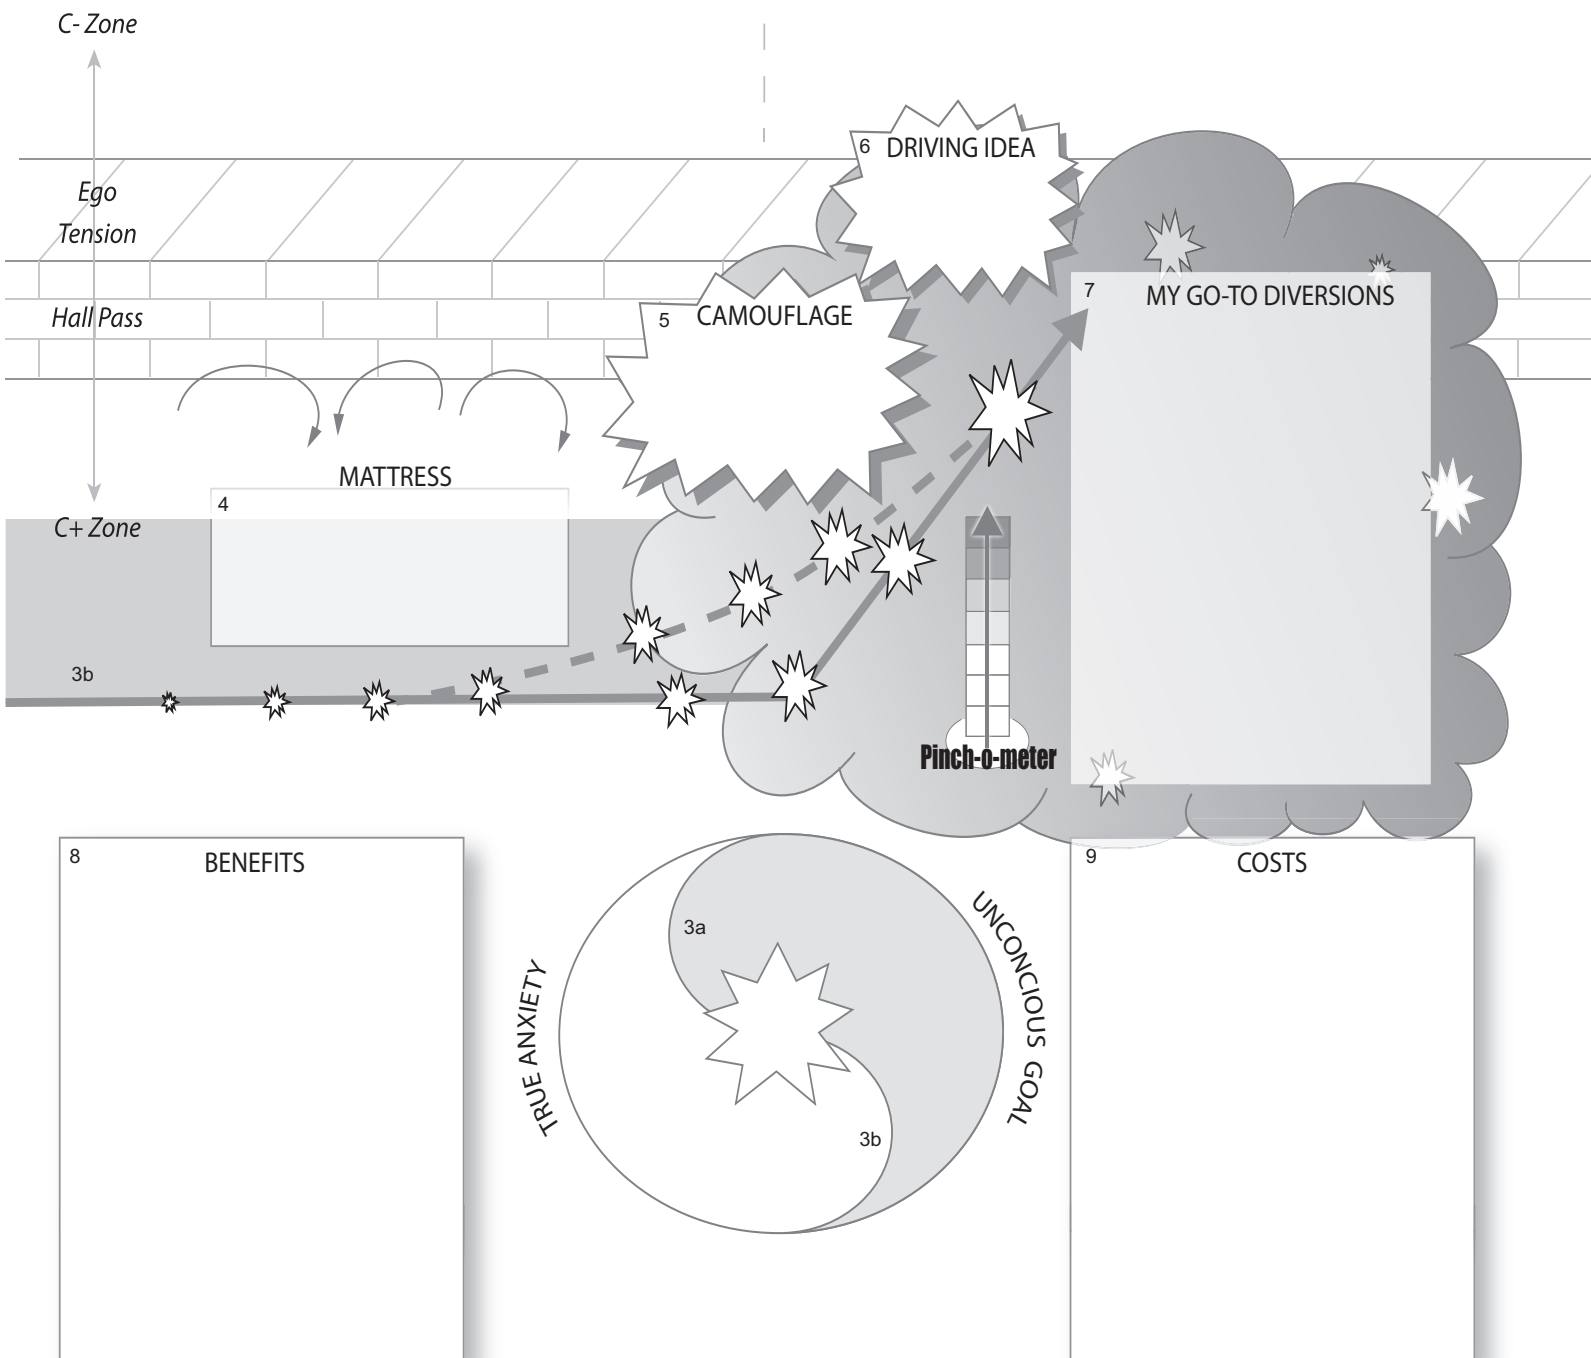 C- Zone
6 DRIVING IDEA
Ego
Tension
7 MY GO-TO DIVERSIONS
Hall Pass
5 CAMOUFLAGE
MATTRESS
4
C+ Zone
3b
Pinch-o-meter
8 BENEFITS
9 COSTS
3a
TRUE ANXIETY
UNCONCIOUS GOAL
3b